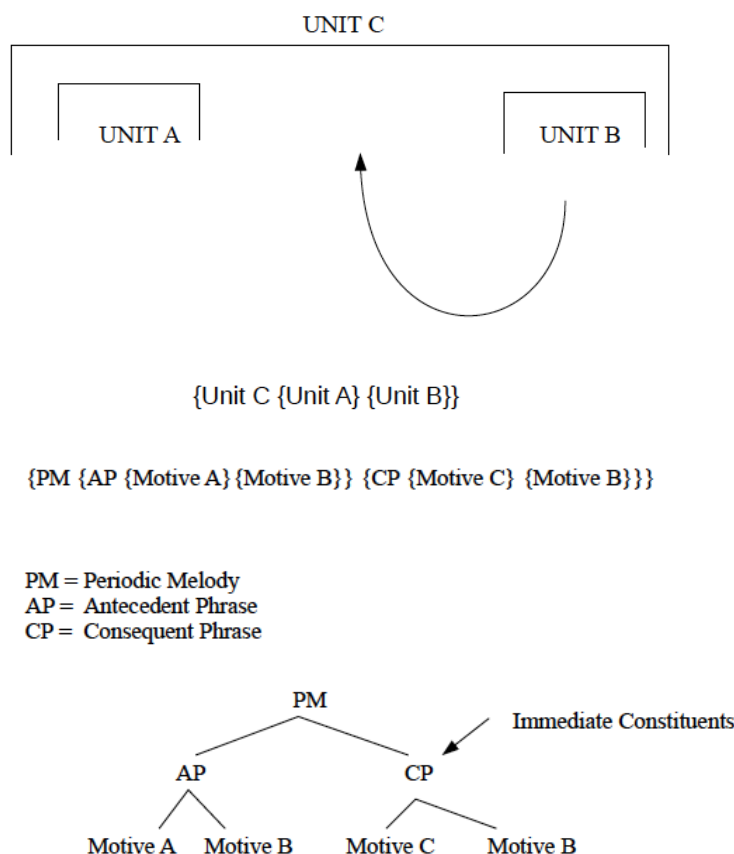 UNIT C
UNIT A UNIT B
{Unit C {Unit A} {Unit B}}
{PM {AP {Motive A} {Motive B}} {CP {Motive C} {Motive B}}}
PM = Periodic Melody
AP = Antecedent Phrase
CP = Consequent Phrase
PM
Immediate Constituents
AP CP
Motive A Motive B Motive C Motive B